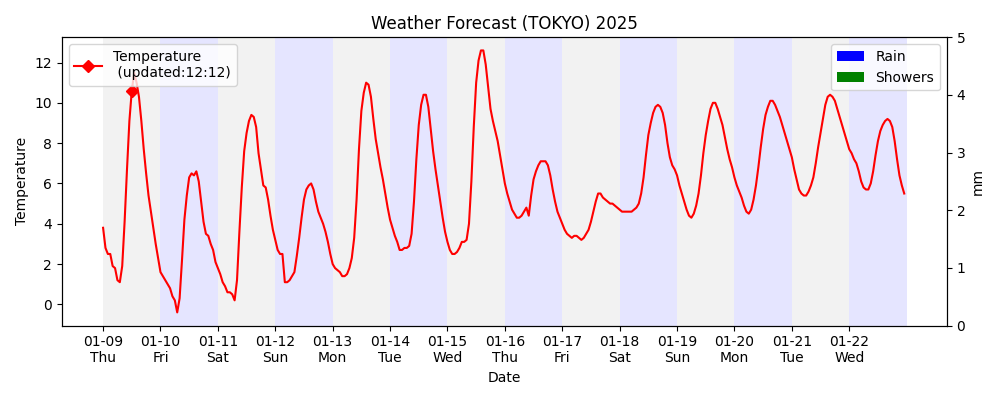 Weather Forecast (TOKYO) 2025
Temperature
(updated:12:12)
Rain
Showers
Temperature
12
10
8
6
4
2
0
5
4
3
2
1
0
mm
01-09 01-10 01-11 01-12 01-13 01-14 01-15 01-16 01-17 01-18 01-19 01-20 01-21 01-22
Thu Fri Sat Sun Mon Tue Wed Thu Fri Sat Sun Mon Tue Wed
Date